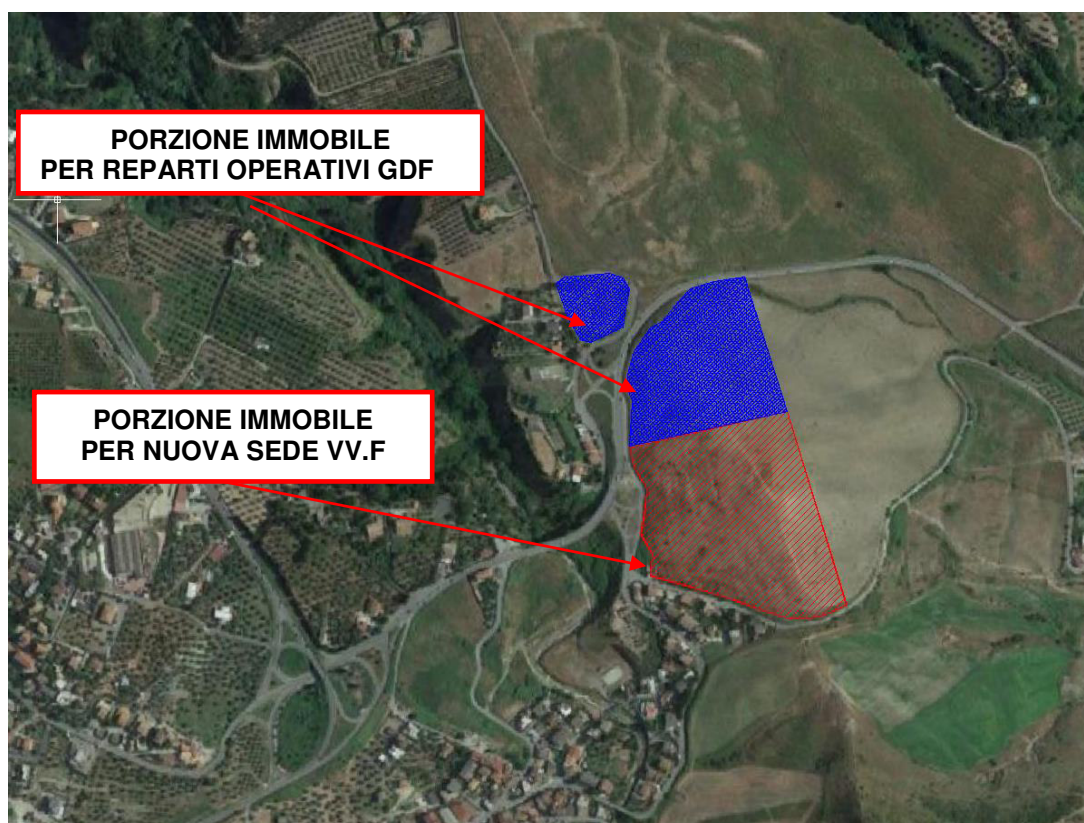 PORZIONE IMMOBILE
PER REPARTI OPERATIVI GDF
PORZIONE IMMOBILE
PER NUOVA SEDE VV.F